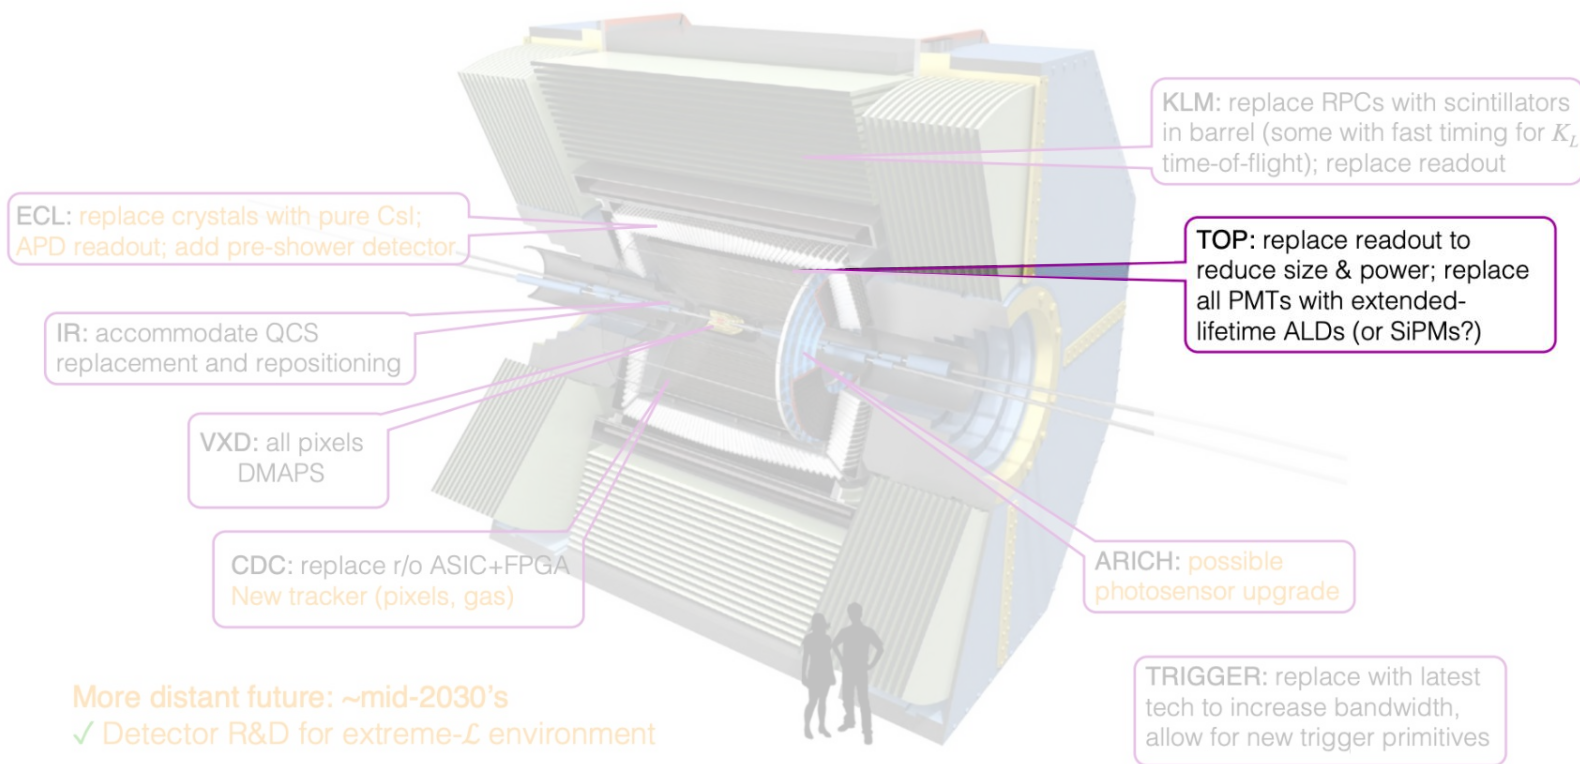 KLM: replace RPCs with scintillators
in barrel (some with fast timing for K_L
time-of-flight); replace readout
ECL: replace crystals with pure CsI;
APD readout; add pre-shower detector
TOP: replace readout to
reduce size & power; replace
all PMTs with extended-
lifetime ALDs (or SiPMs?)
IR: accommodate QCS
replacement and repositioning
VXD: all pixels
DMAPS
CDC: replace r/o ASIC+FPGA
New tracker (pixels, gas)
ARICH: possible
photosensor upgrade
TRIGGER: replace with latest
tech to increase bandwidth,
allow for new trigger primitives
More distant future: ~mid-2030's
✓ Detector R&D for extreme-ℒ environment